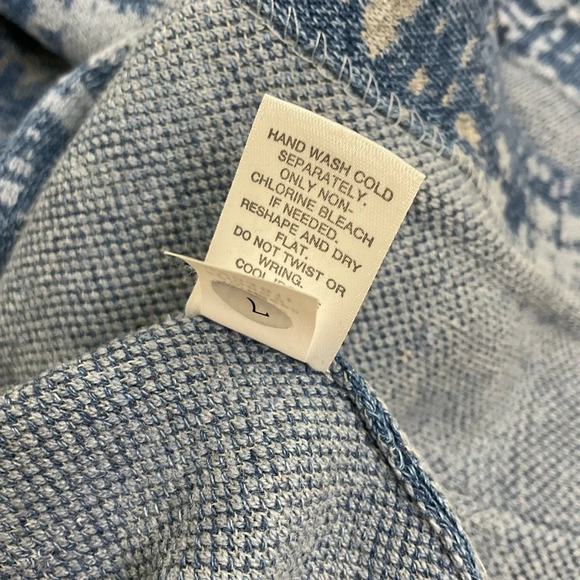 HAND WASH COLD
SEPARATELY.
ONLY NON-
CHLORINE BLEACH
IF NEEDED.
RESHAPE AND DRY
FLAT.
DO NOT TWIST OR
WRING.
COOL
L